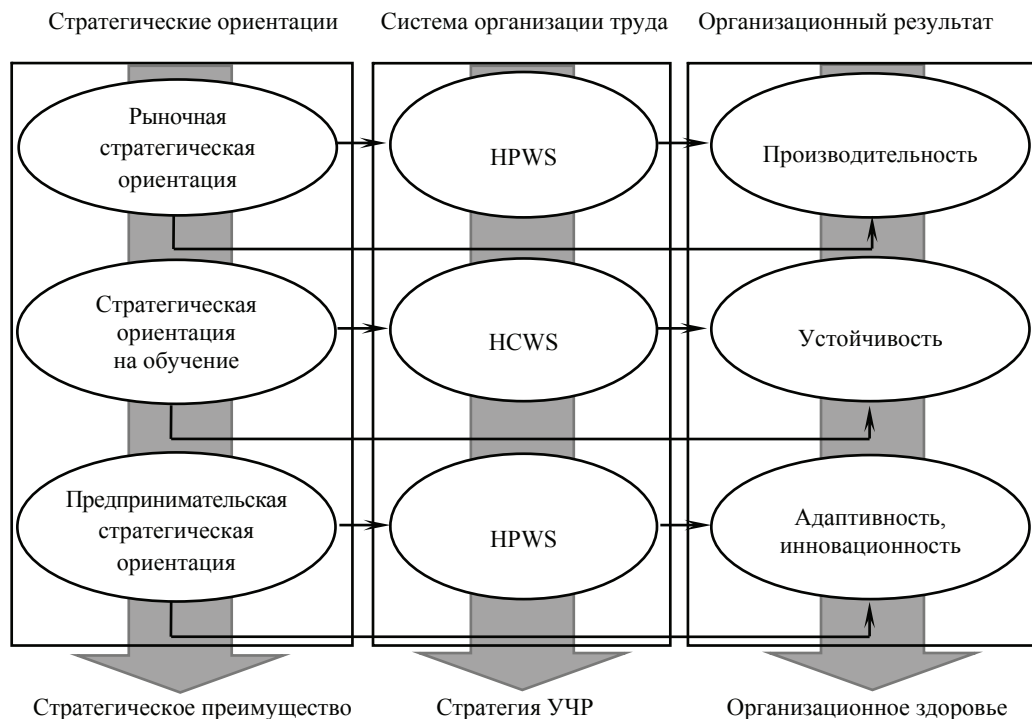 Стратегические ориентации
Система организации труда
Организационный результат
Рыночная
стратегическая
ориентация
HPWS
Производительность
Стратегическая
ориентация
на обучение
HCWS
Устойчивость
Предпринимательская
стратегическая
ориентация
HPWS
Адаптивность,
инновационность
Стратегическое преимущество
Стратегия УЧР
Организационное здоровье